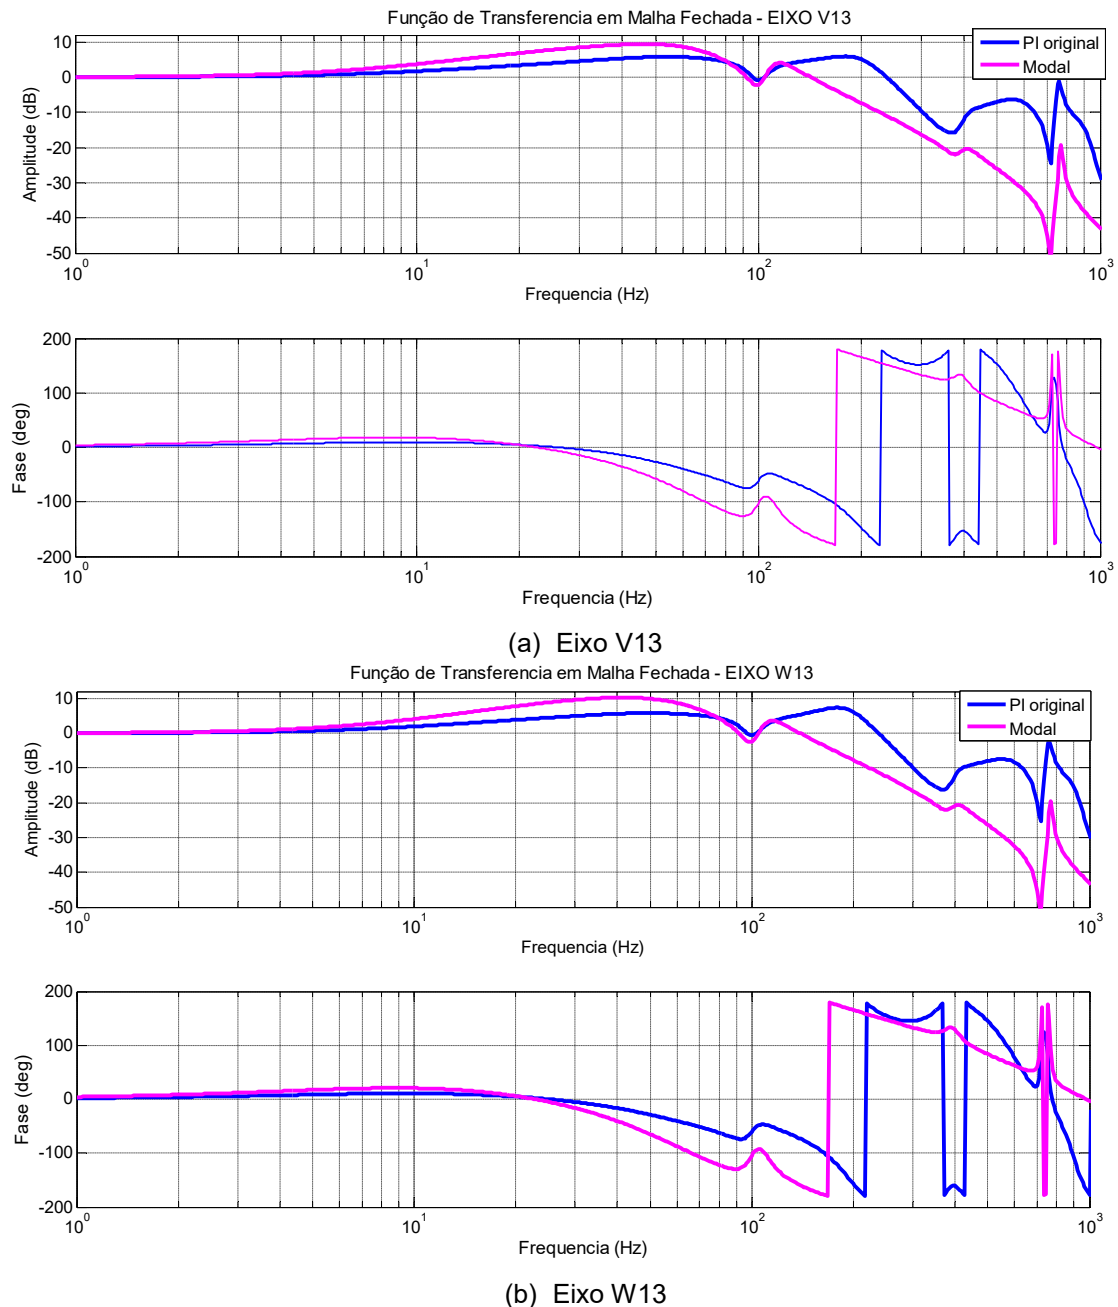 Função de Transferencia em Malha Fechada - EIXO V13
PI original
Modal
10
0
-10
-20
-30
-40
-50
Amplitude (dB)
10^0
10^1
10^2
10^3
Frequencia (Hz)
200
100
0
-100
-200
Fase (deg)
10^0
10^1
10^2
10^3
Frequencia (Hz)
(a) Eixo V13
Função de Transferencia em Malha Fechada - EIXO W13
PI original
Modal
10
0
-10
-20
-30
-40
-50
Amplitude (dB)
10^0
10^1
10^2
10^3
Frequencia (Hz)
200
100
0
-100
-200
Fase (deg)
10^0
10^1
10^2
10^3
Frequencia (Hz)
(b) Eixo W13